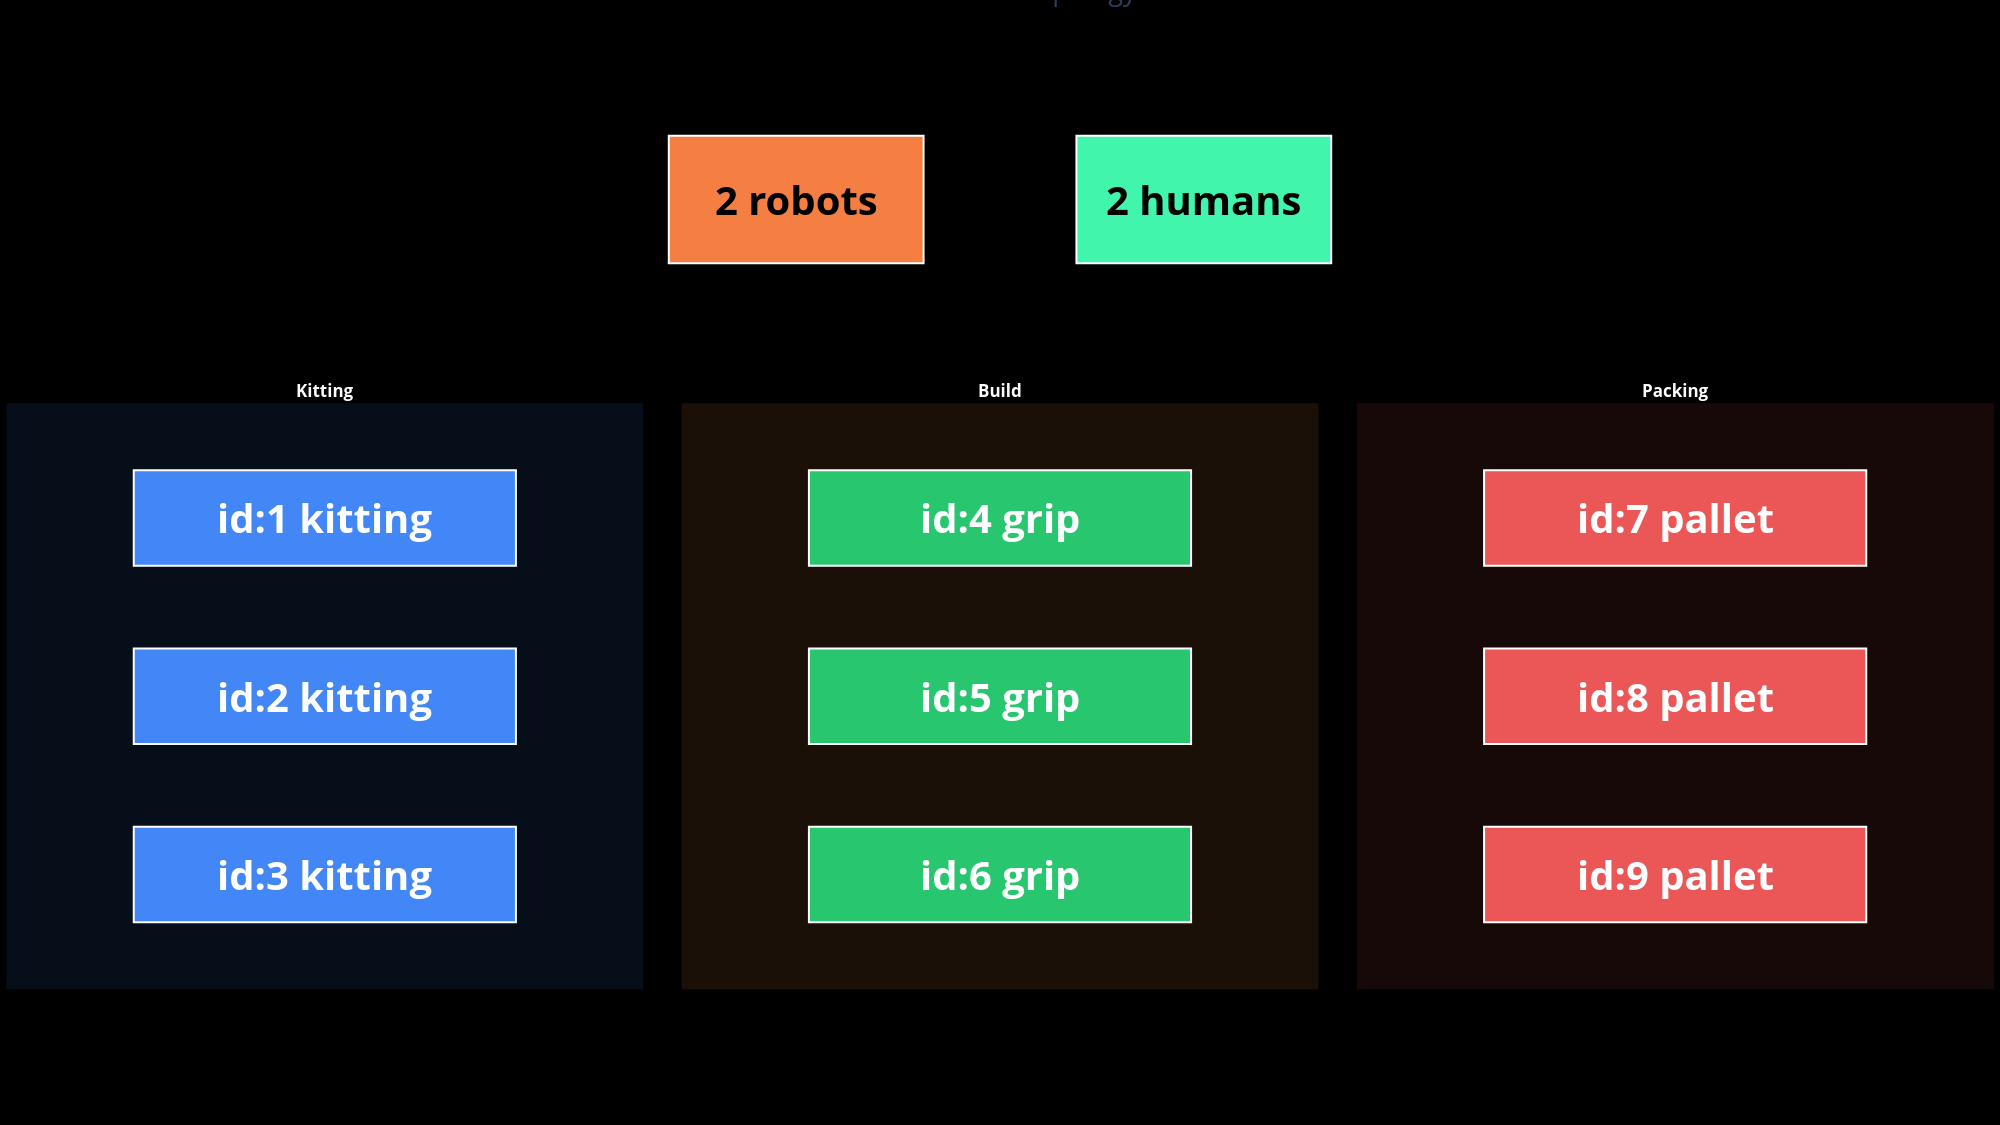 2 robots
2 humans
Kitting
Build
Packing
id:1 kitting
id:4 grip
id:7 pallet
id:2 kitting
id:5 grip
id:8 pallet
id:3 kitting
id:6 grip
id:9 pallet